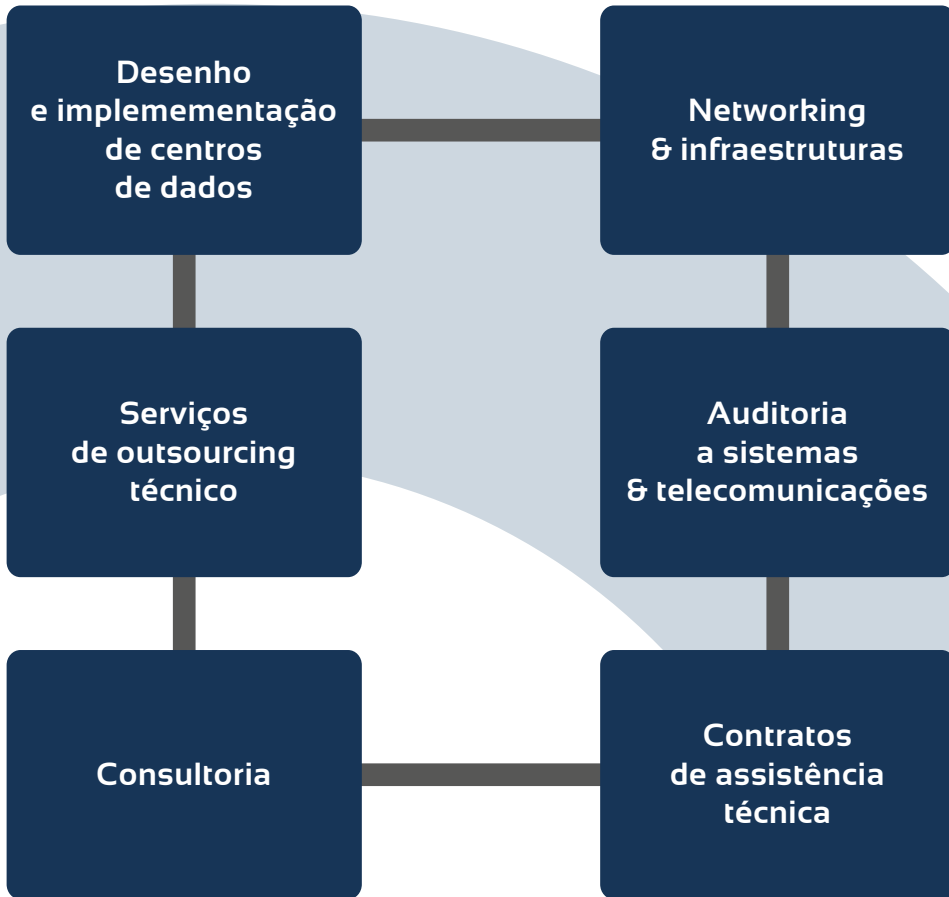 Desenho
e implemementação
de centros
de dados
Networking
& infraestruturas
Serviços
de outsourcing
técnico
Auditoria
a sistemas
& telecomunicações
Consultoria
Contratos
de assistência
técnica